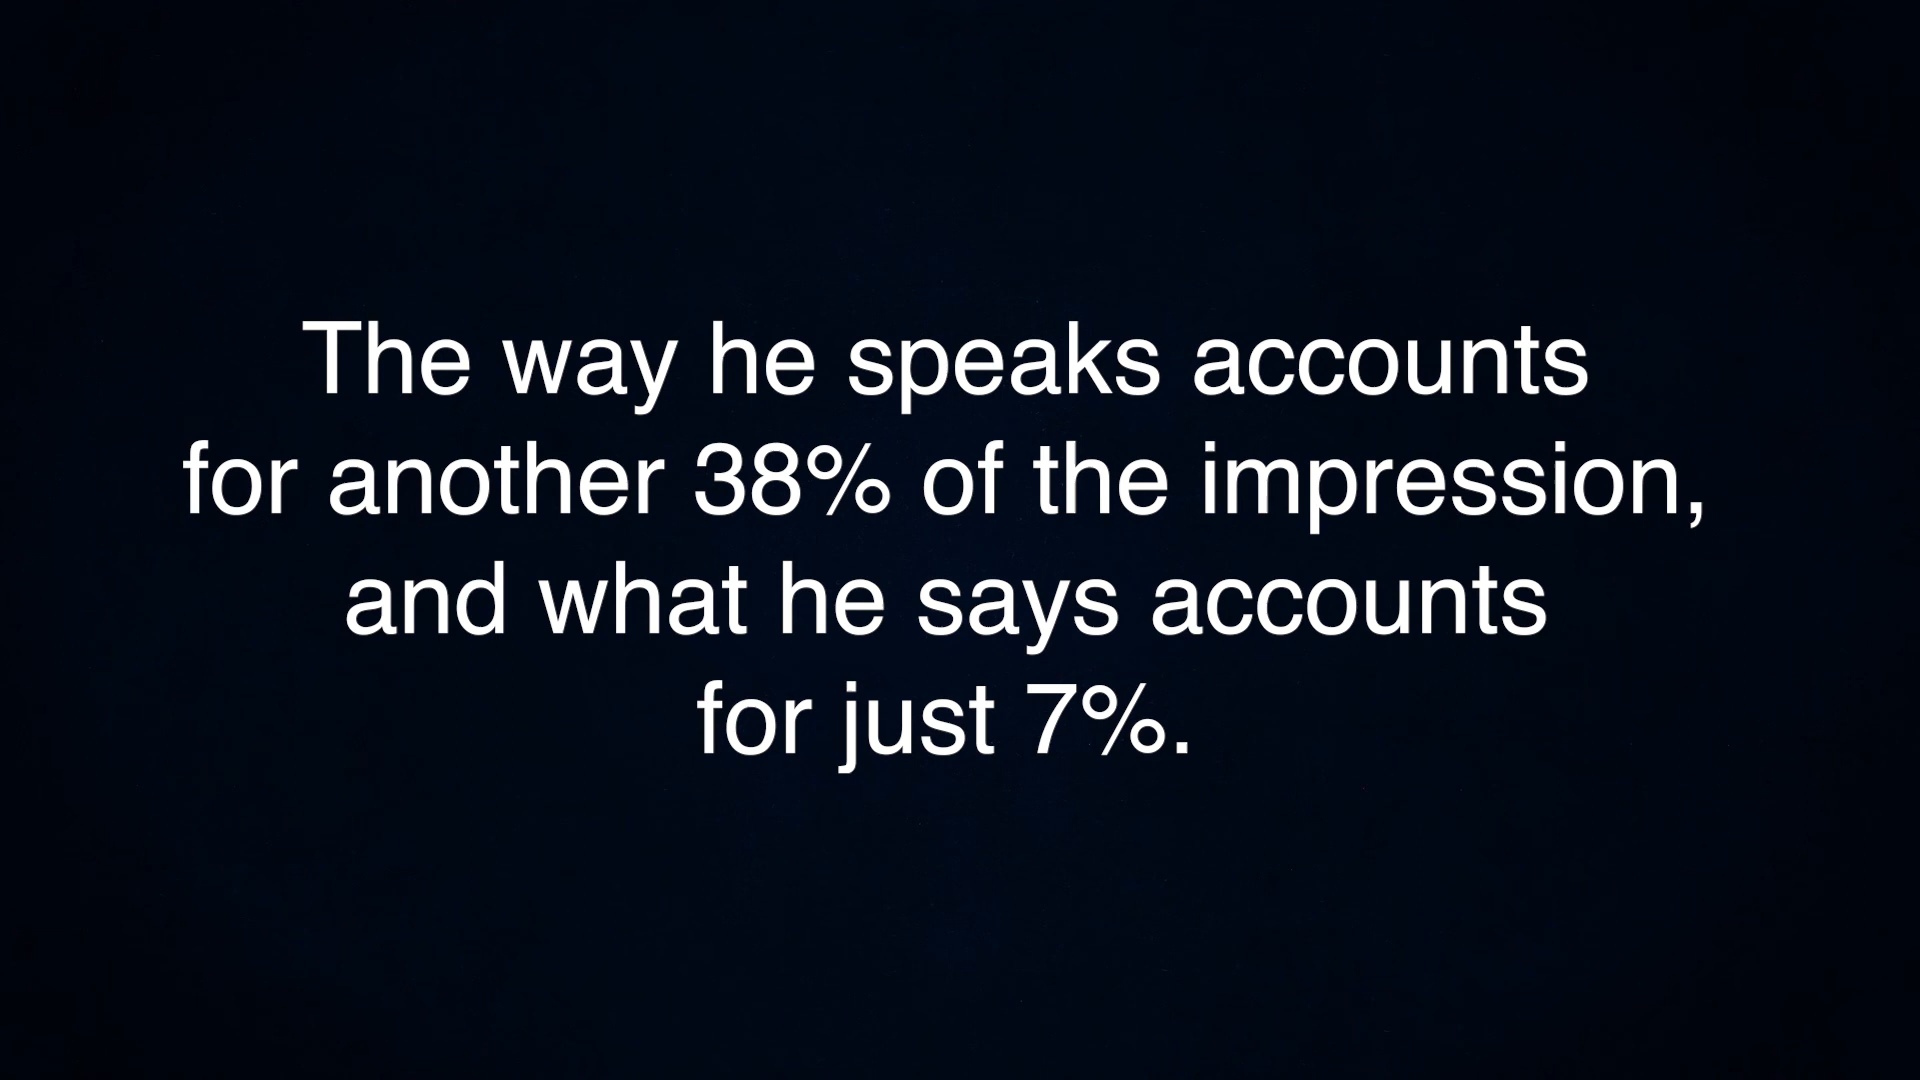 The way he speaks accounts
for another 38% of the impression,
and what he says accounts
for just 7%.